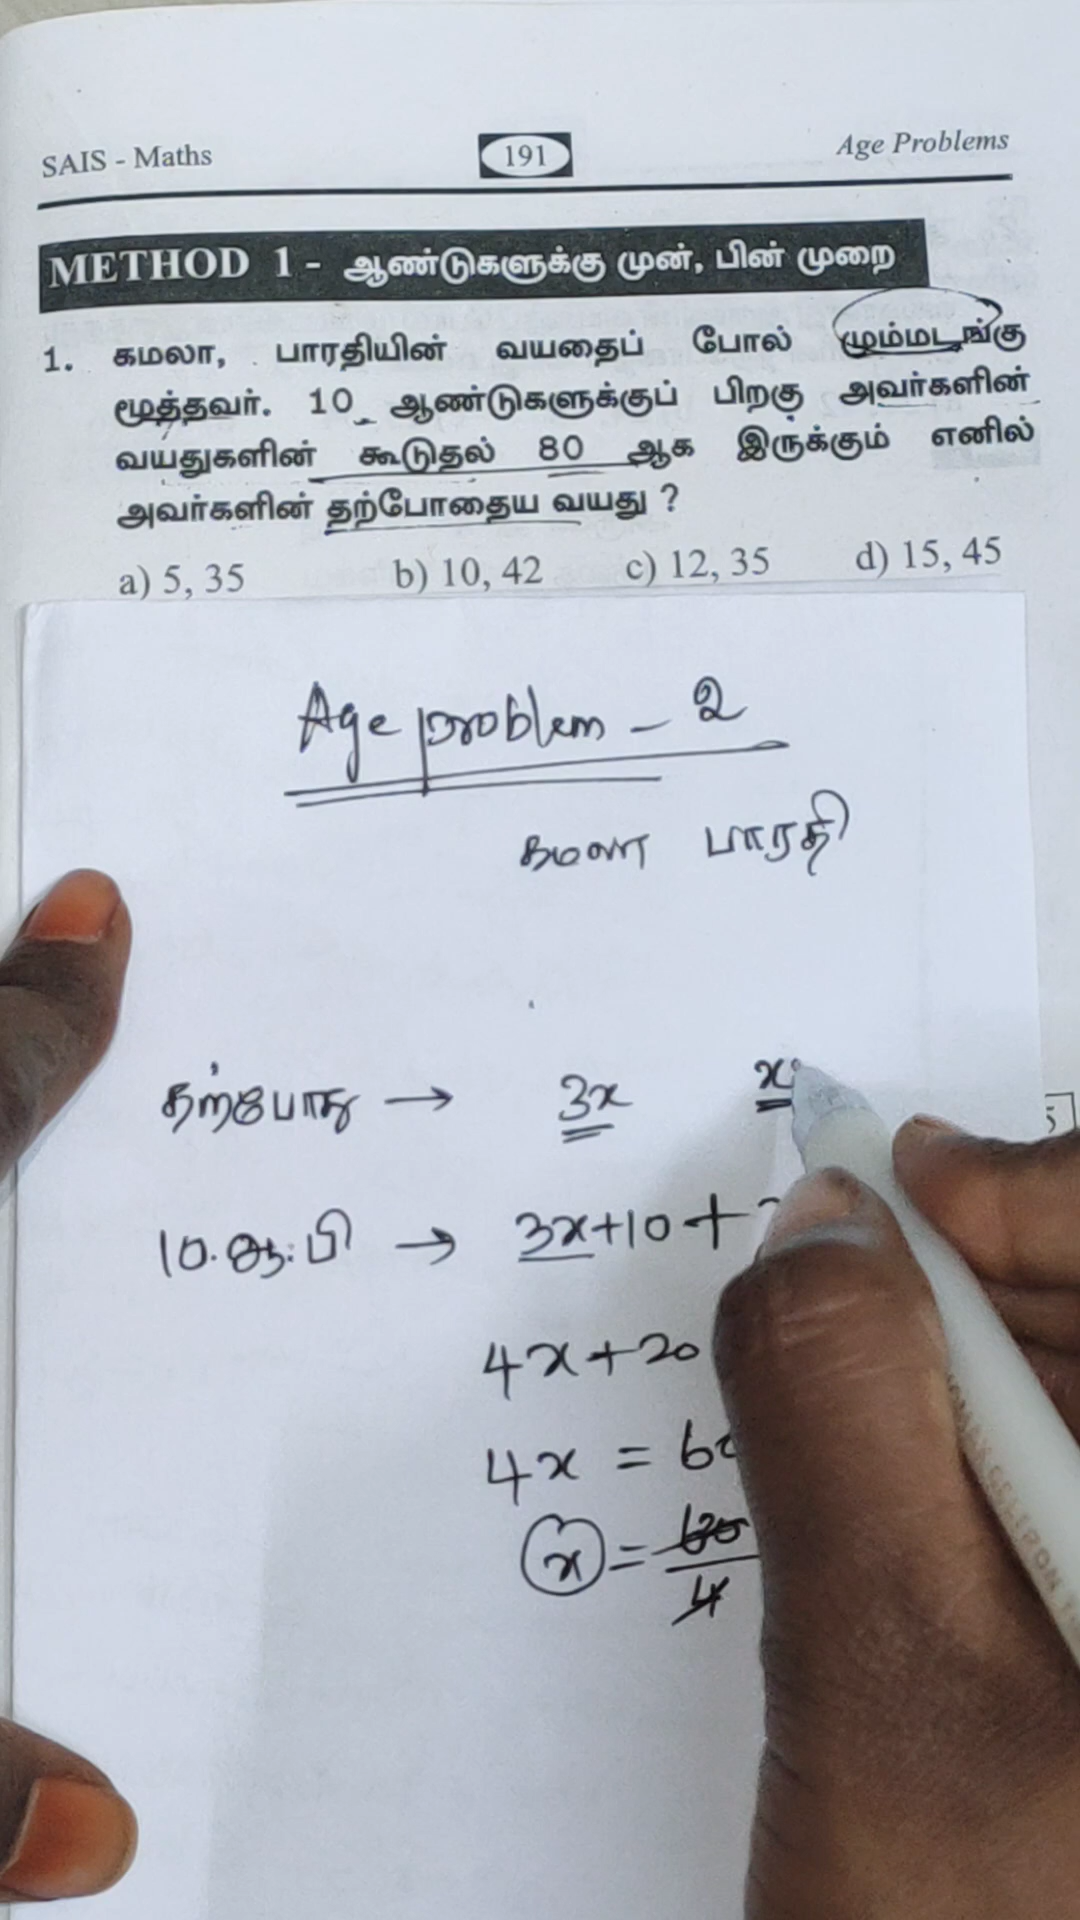 SAIS - Maths 191 Age Problems
METHOD 1 - ஆண்டுகளுக்கு முன், பின் முறை
1. கமலா, பாரதியின் வயதைப் போல் மும்மடங்கு
மூத்தவர். 10 ஆண்டுகளுக்குப் பிறகு அவர்களின்
வயதுகளின் கூடுதல் 80 ஆக இருக்கும் எனில்
அவர்களின் தற்போதைய வயது ?
a) 5, 35 b) 10, 42 c) 12, 35 d) 15, 45
Age problem - 2
கமலா பாரதி
தற்போது → 3x x
5
10.ஆ.பி → 3x+10+
4x+20
4x = 6
x = 60
4